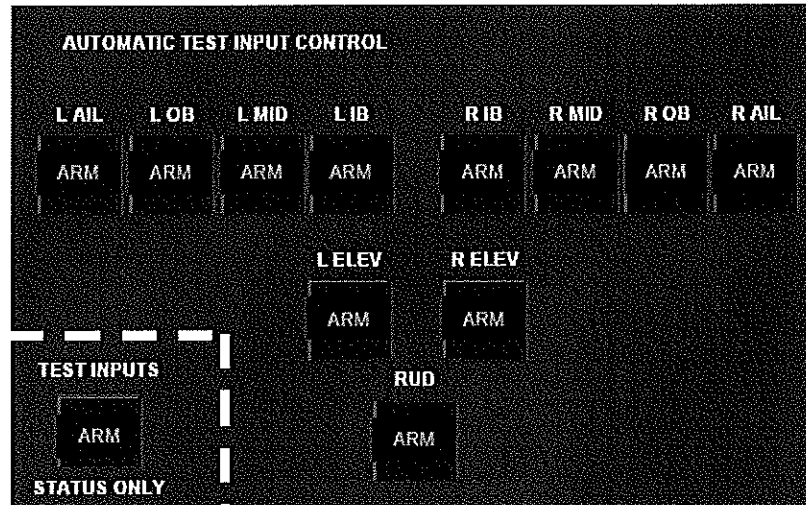 AUTOMATIC TEST INPUT CONTROL
L AIL L OB L MID L IB R IB R MID R OB R AIL
ARM ARM ARM ARM ARM ARM ARM ARM
L ELEV R ELEV
ARM ARM
TEST INPUTS
RUD
ARM
ARM
STATUS ONLY